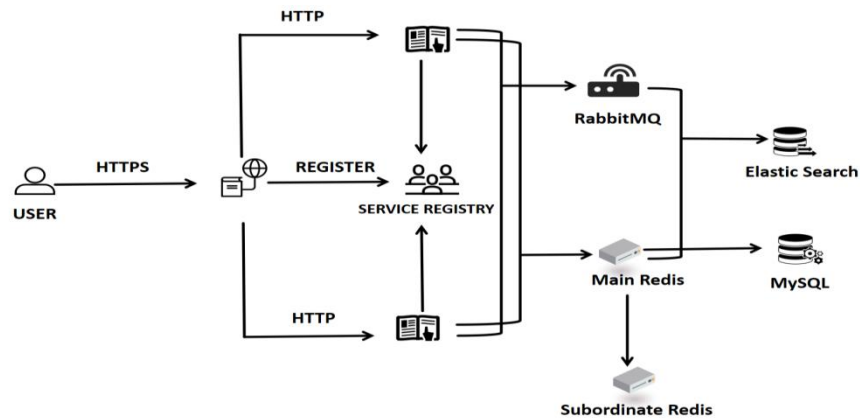 HTTP
RabbitMQ
HTTPS
REGISTER
Elastic Search
USER
SERVICE REGISTRY
Main Redis
MySQL
HTTP
Subordinate Redis